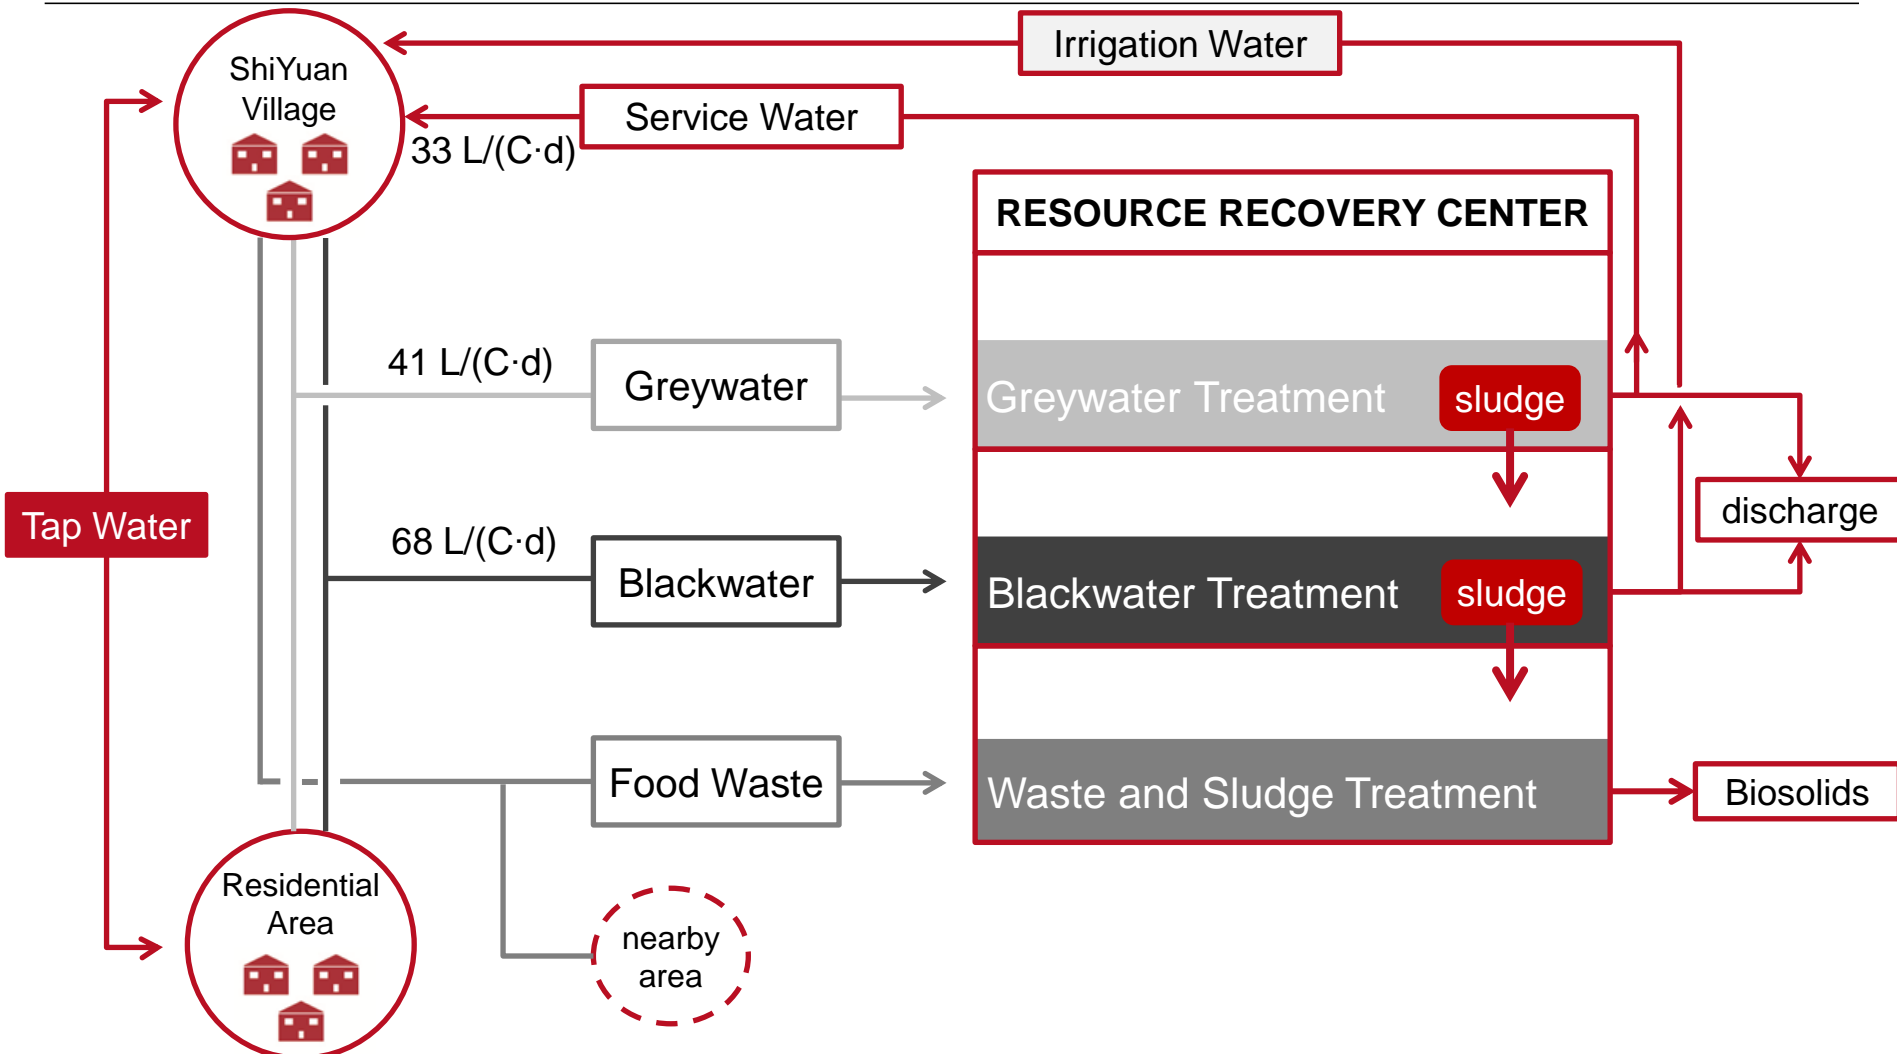 Irrigation Water
ShiYuan
Village
Service Water
33 L/(C·d)
RESOURCE RECOVERY CENTER
41 L/(C·d)
Greywater
Greywater Treatment
sludge
Tap Water
68 L/(C·d)
discharge
Blackwater
Blackwater Treatment
sludge
Food Waste
Waste and Sludge Treatment
Biosolids
Residential
Area
nearby
area